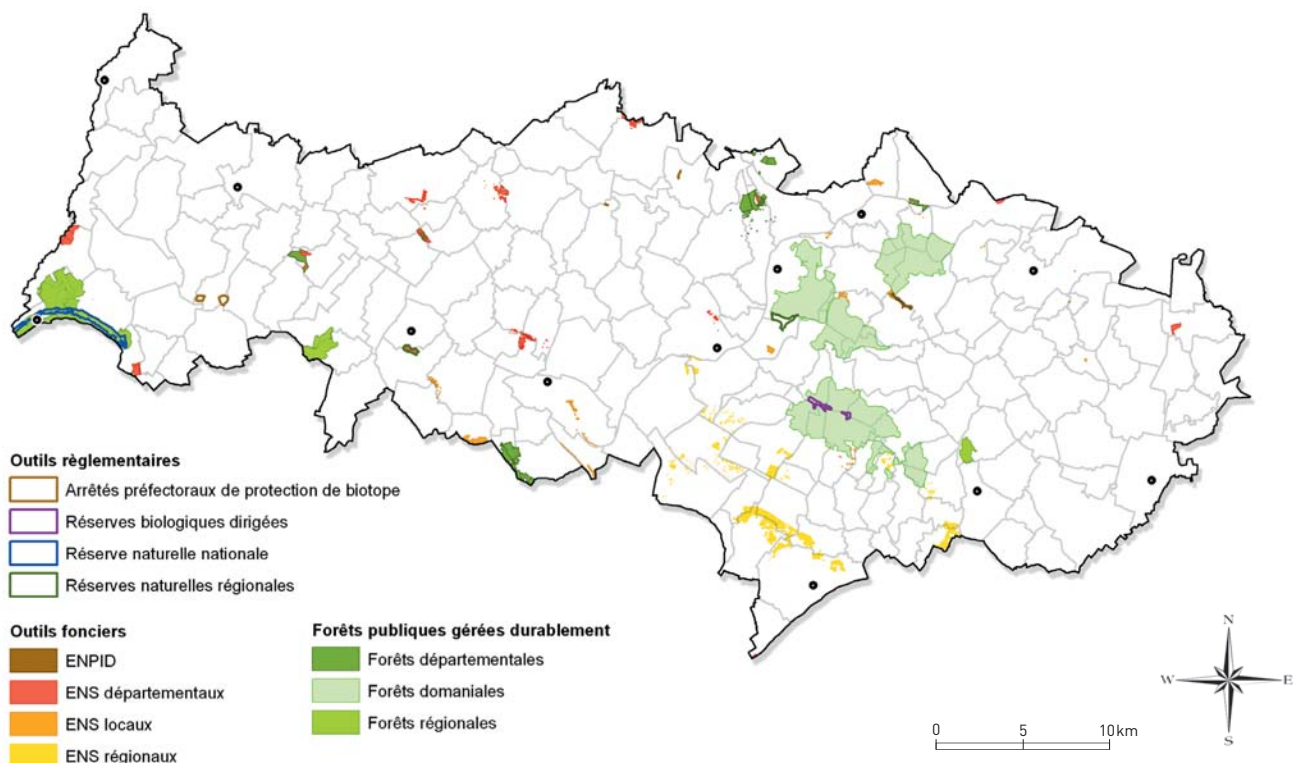 Outils règlementaires
Arrêtés préfectoraux de protection de biotope
Réserves biologiques dirigées
Réserve naturelle nationale
Réserves naturelles régionales
Outils fonciers
ENPID
ENS départementaux
ENS locaux
ENS régionaux
Forêts publiques gérées durablement
Forêts départementales
Forêts domaniales
Forêts régionales
0 5 10km
N
W E
S